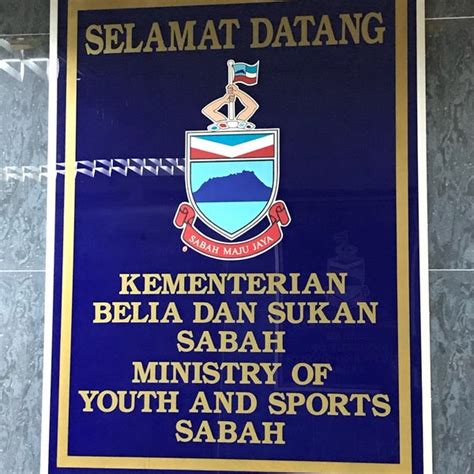 SELAMAT DATANG
SABAH MAJU JAYA
KEMENTERIAN
BELIA DAN SUKAN
SABAH
MINISTRY OF
YOUTH AND SPORTS
SABAH